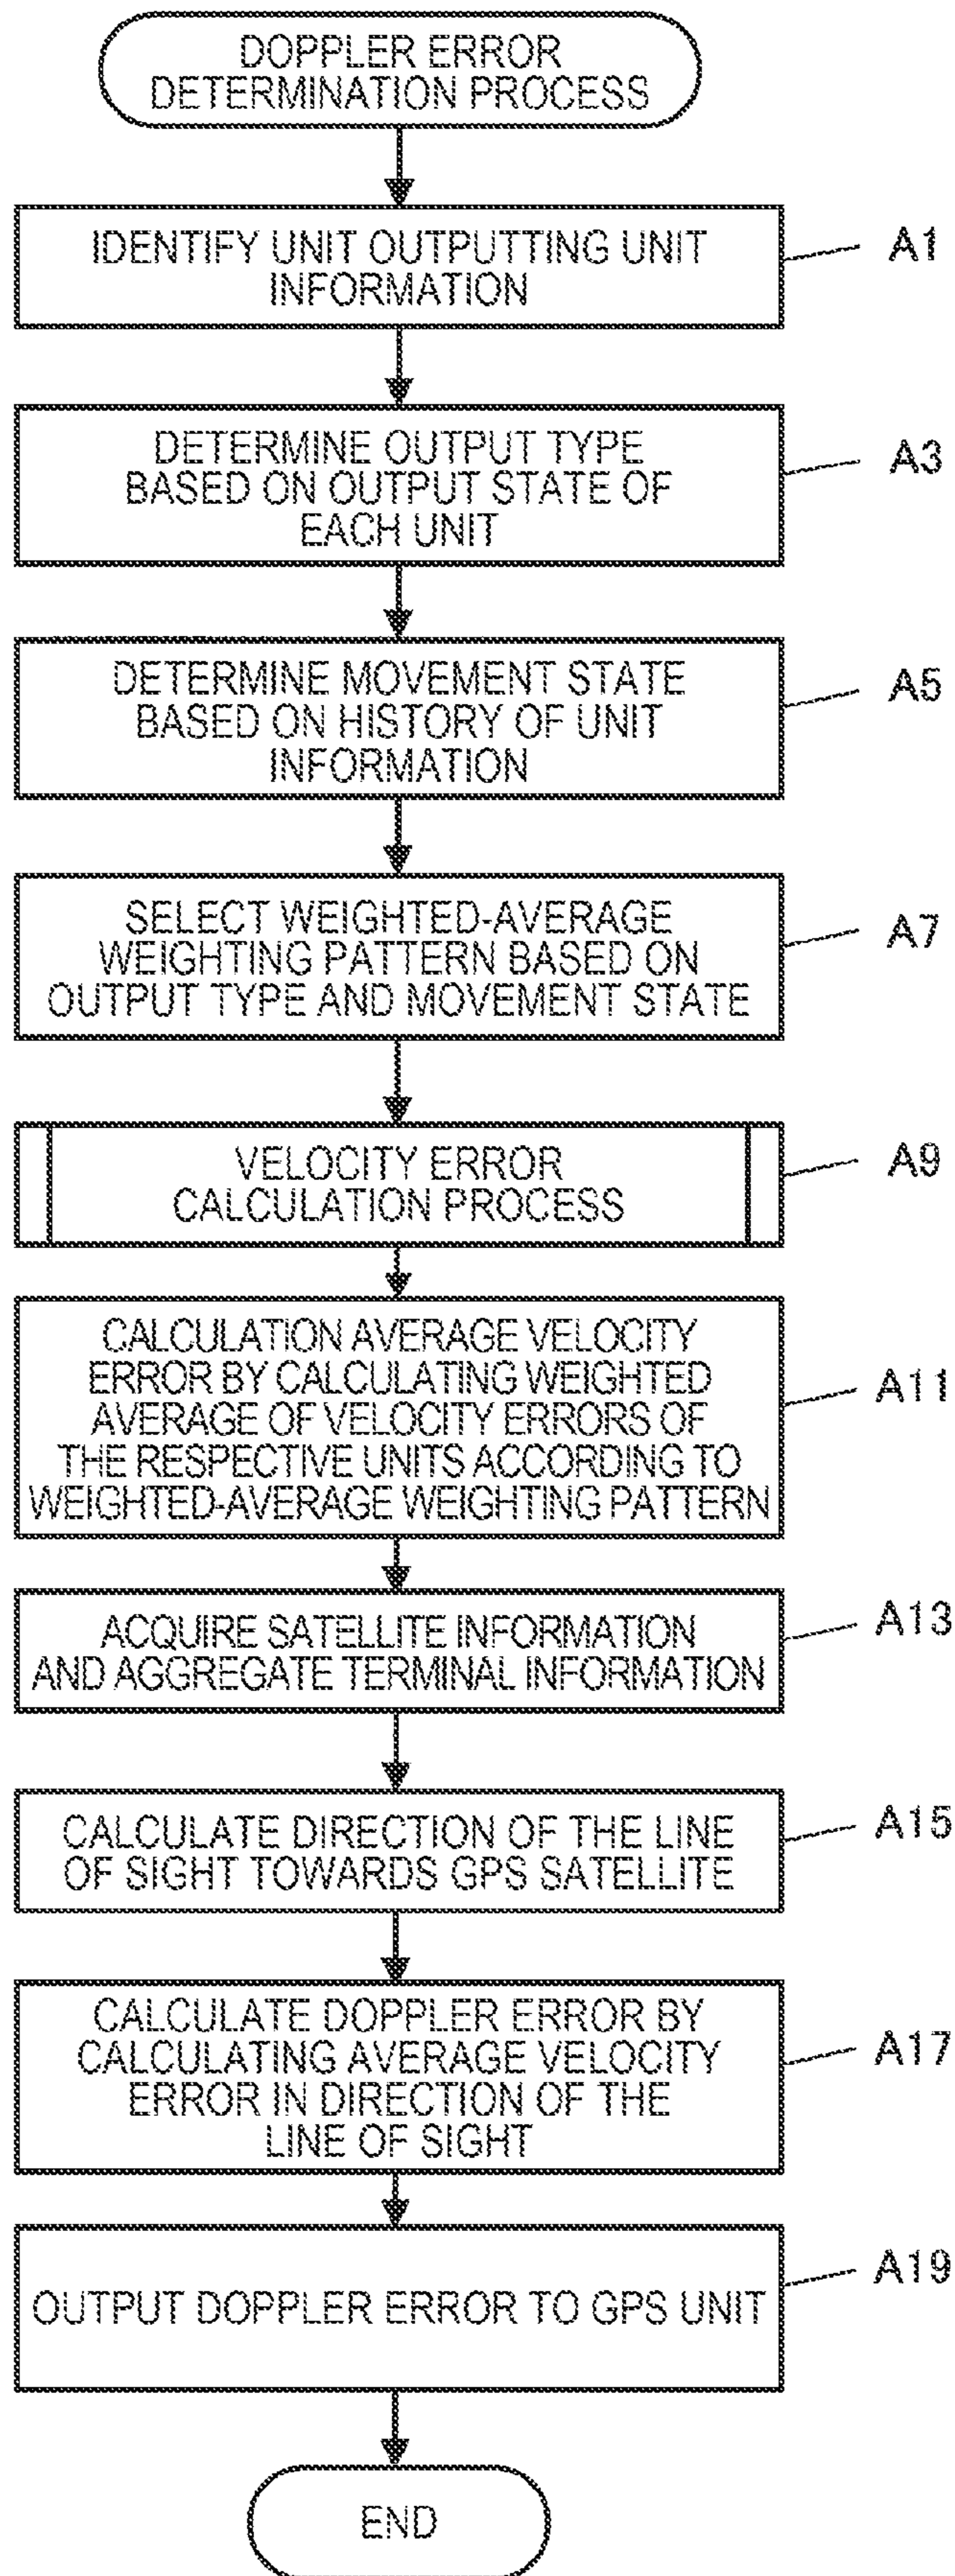 DOPPLER ERROR
DETERMINATION PROCESS
IDENTIFY UNIT OUTPUTTING UNIT
INFORMATION
A1
DETERMINE OUTPUT TYPE
BASED ON OUTPUT STATE OF
EACH UNIT
A3
DETERMINE MOVEMENT STATE
BASED ON HISTORY OF UNIT
INFORMATION
A5
SELECT WEIGHTED-AVERAGE
WEIGHTING PATTERN BASED ON
OUTPUT TYPE AND MOVEMENT STATE
A7
VELOCITY ERROR
CALCULATION PROCESS
A9
CALCULATION AVERAGE VELOCITY
ERROR BY CALCULATING WEIGHTED
AVERAGE OF VELOCITY ERRORS OF
THE RESPECTIVE UNITS ACCORDING TO
WEIGHTED-AVERAGE WEIGHTING PATTERN
A11
ACQUIRE SATELLITE INFORMATION
AND AGGREGATE TERMINAL INFORMATION
A13
CALCULATE DIRECTION OF THE LINE
OF SIGHT TOWARDS GPS SATELLITE
A15
CALCULATE DOPPLER ERROR BY
CALCULATING AVERAGE VELOCITY
ERROR IN DIRECTION OF THE
LINE OF SIGHT
A17
OUTPUT DOPPLER ERROR TO GPS UNIT
A19
END